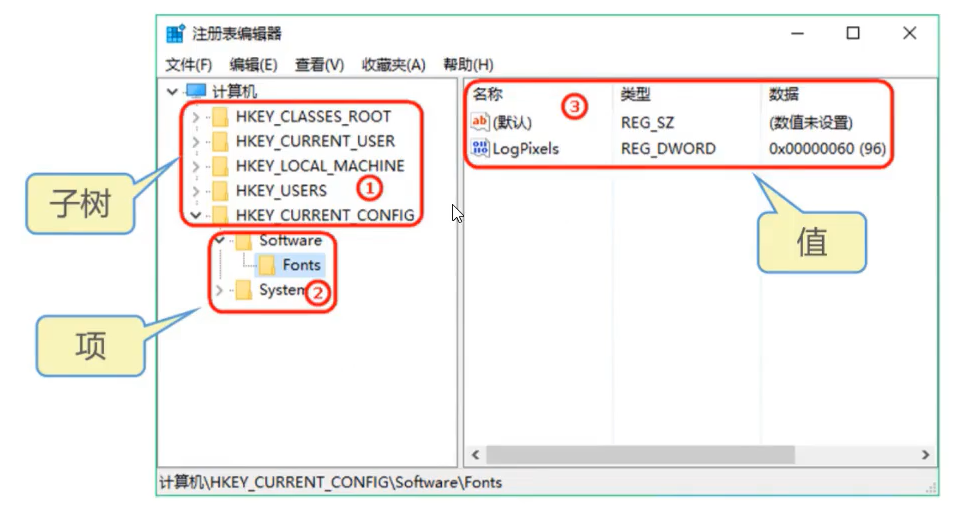 注册表编辑器
文件(F) 编辑(E) 查看(V) 收藏夹(A) 帮助(H)
计算机
HKEY_CLASSES_ROOT
HKEY_CURRENT_USER
HKEY_LOCAL_MACHINE
HKEY_USERS ①
HKEY_CURRENT_CONFIG
Software
Fonts
System ②
子树
项
名称 ③ 类型 数据
(默认) REG_SZ (数值未设置)
LogPixels REG_DWORD 0x00000060 (96)
值
计算机\HKEY_CURRENT_CONFIG\Software\Fonts